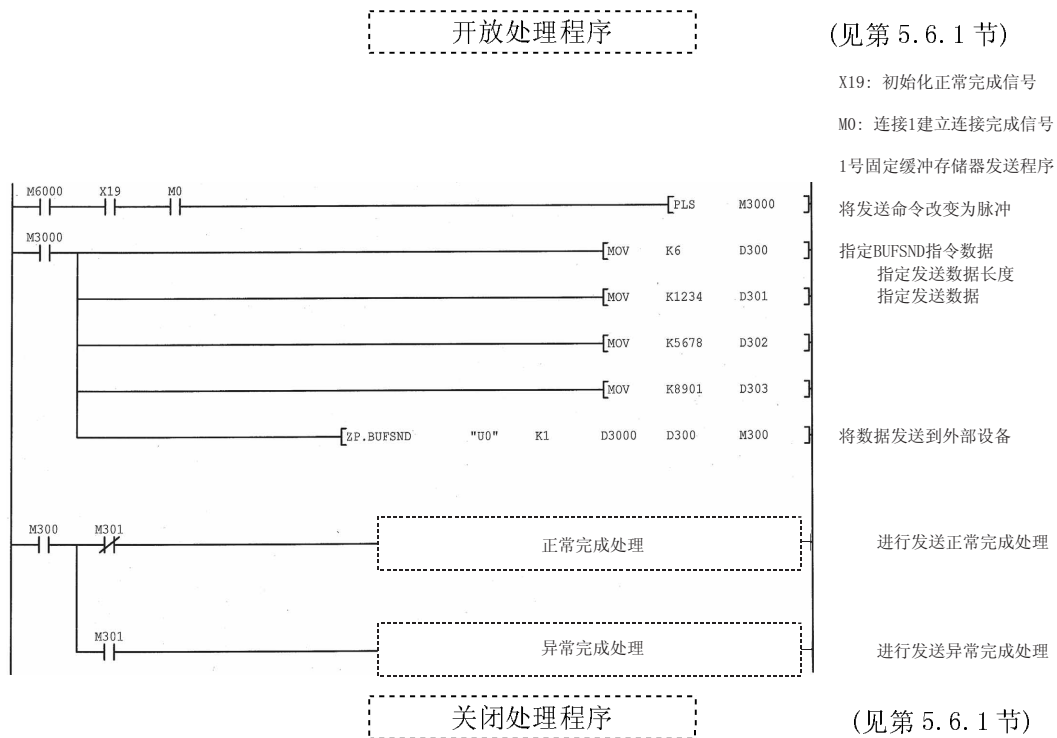 开放处理程序 (见第 5.6.1 节)
X19: 初始化正常完成信号
M0: 连接1建立连接完成信号
1号固定缓冲存储器发送程序
M6000 X19 M0
PLS M3000 将发送命令改变为脉冲
M3000
MOV K6 D300 指定BUFSND指令数据
指定发送数据长度
MOV K1234 D301 指定发送数据
MOV K5678 D302
MOV K8901 D303
ZP.BUFSND "U0" K1 D3000 D300 M300 将数据发送到外部设备
M300 M301
正常完成处理 进行发送正常完成处理
M301
异常完成处理 进行发送异常完成处理
关闭处理程序 (见第 5.6.1 节)